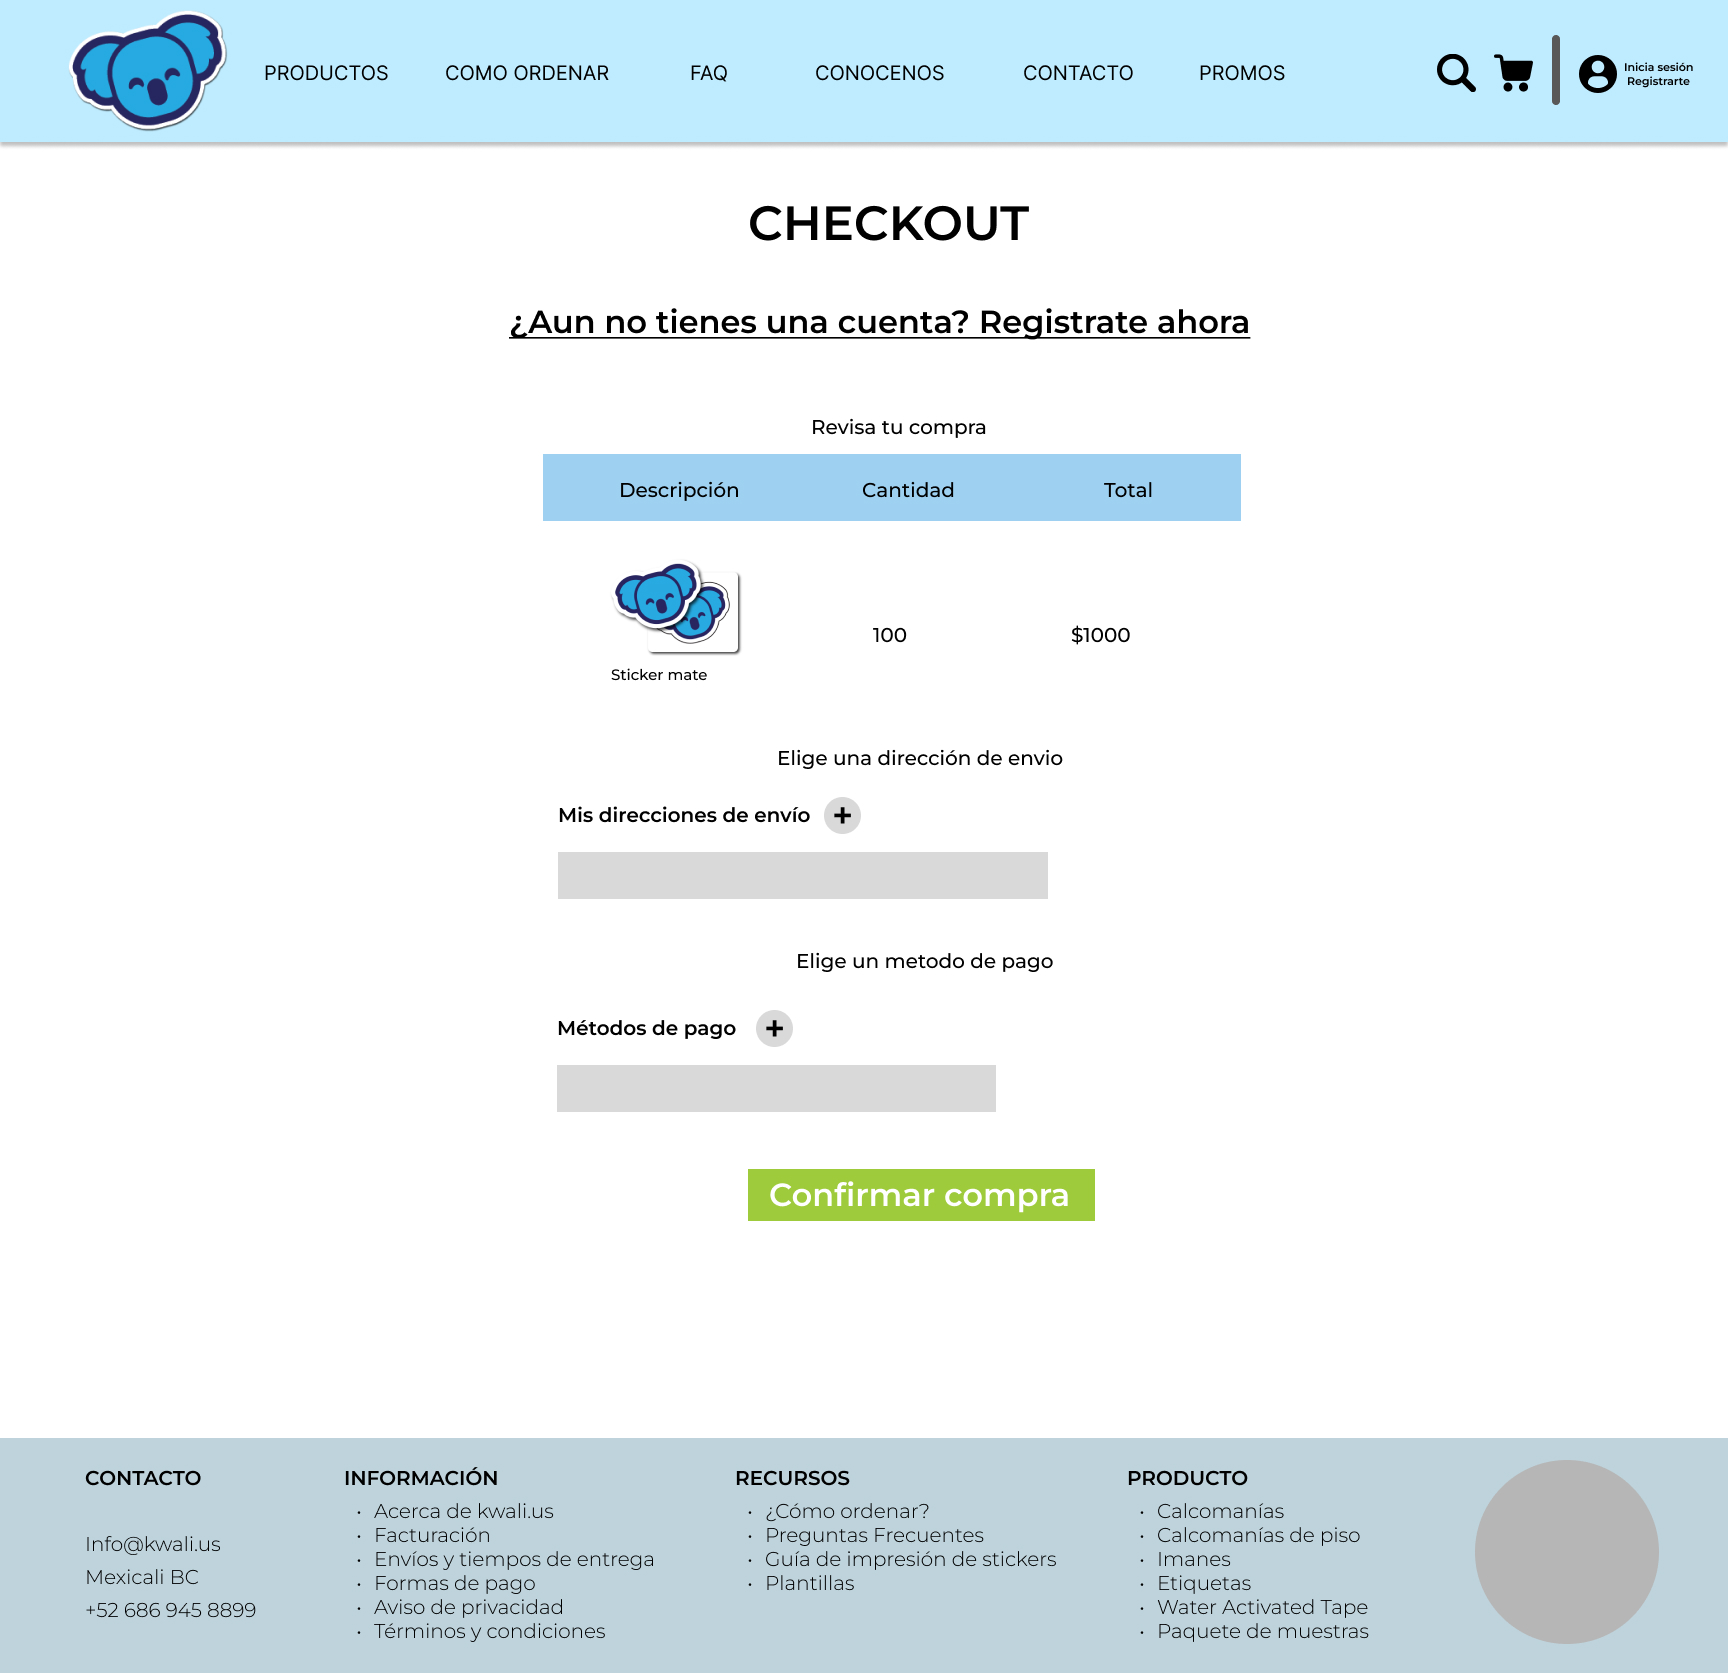 PRODUCTOS COMO ORDENAR FAQ CONOCENOS CONTACTO PROMOS
Inicia sesión
Registrarte
CHECKOUT
¿Aun no tienes una cuenta? Registrate ahora
Revisa tu compra
Descripción Cantidad Total
100 $1000
Sticker mate
Elige una dirección de envio
Mis direcciones de envío +
Elige un metodo de pago
Métodos de pago +
Confirmar compra
CONTACTO
Info@kwali.us
Mexicali BC
+52 686 945 8899
INFORMACIÓN
• Acerca de kwali.us
• Facturación
• Envíos y tiempos de entrega
• Formas de pago
• Aviso de privacidad
• Términos y condiciones
RECURSOS
• ¿Cómo ordenar?
• Preguntas Frecuentes
• Guía de impresión de stickers
• Plantillas
PRODUCTO
• Calcomanías
• Calcomanías de piso
• Imanes
• Etiquetas
• Water Activated Tape
• Paquete de muestras